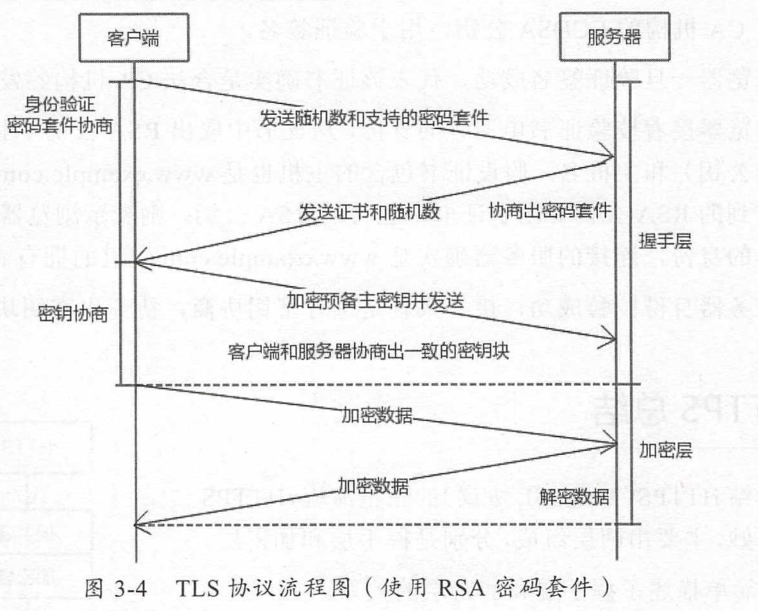 客户端
服务器
身份验证
密码套件协商
发送随机数和支持的密码套件
发送证书和随机数
协商出密码套件
握手层
加密预备主密钥并发送
密钥协商
客户端和服务器协商出一致的密钥块
加密数据
加密层
加密数据
解密数据
图 3-4 TLS 协议流程图（使用 RSA 密码套件）